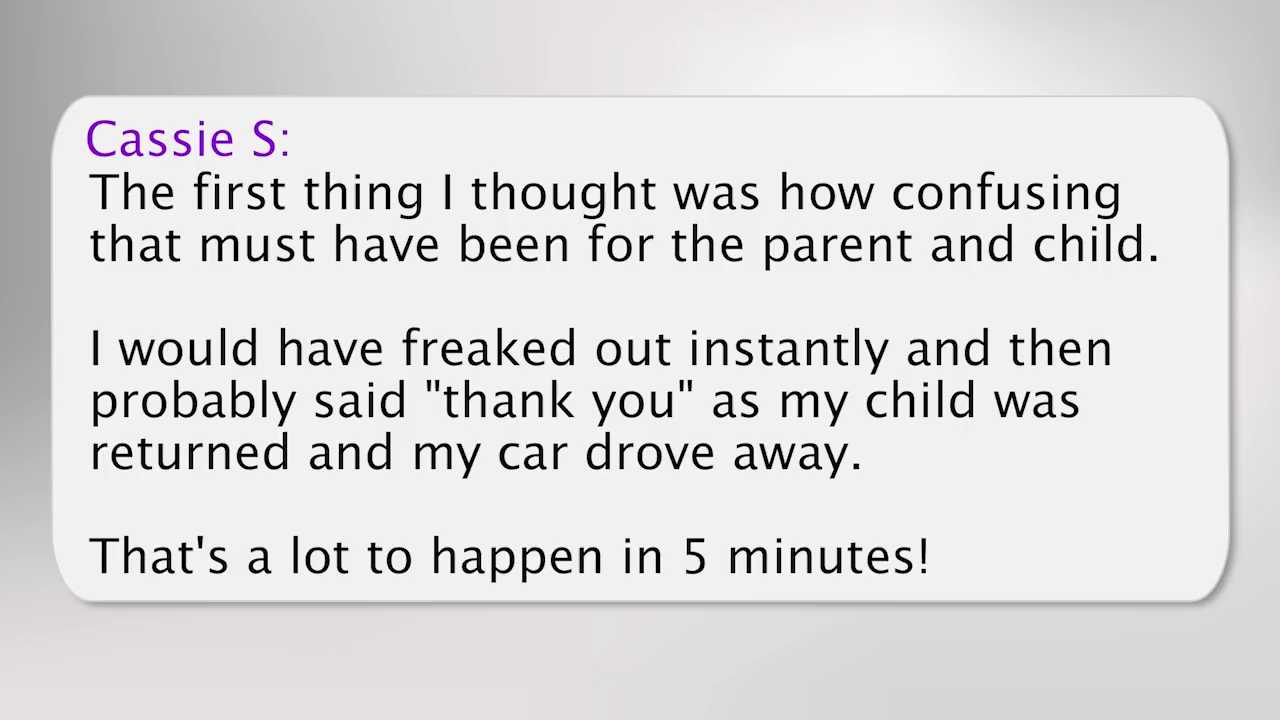 Cassie S:
The first thing I thought was how confusing
that must have been for the parent and child.
I would have freaked out instantly and then
probably said "thank you" as my child was
returned and my car drove away.
That's a lot to happen in 5 minutes!